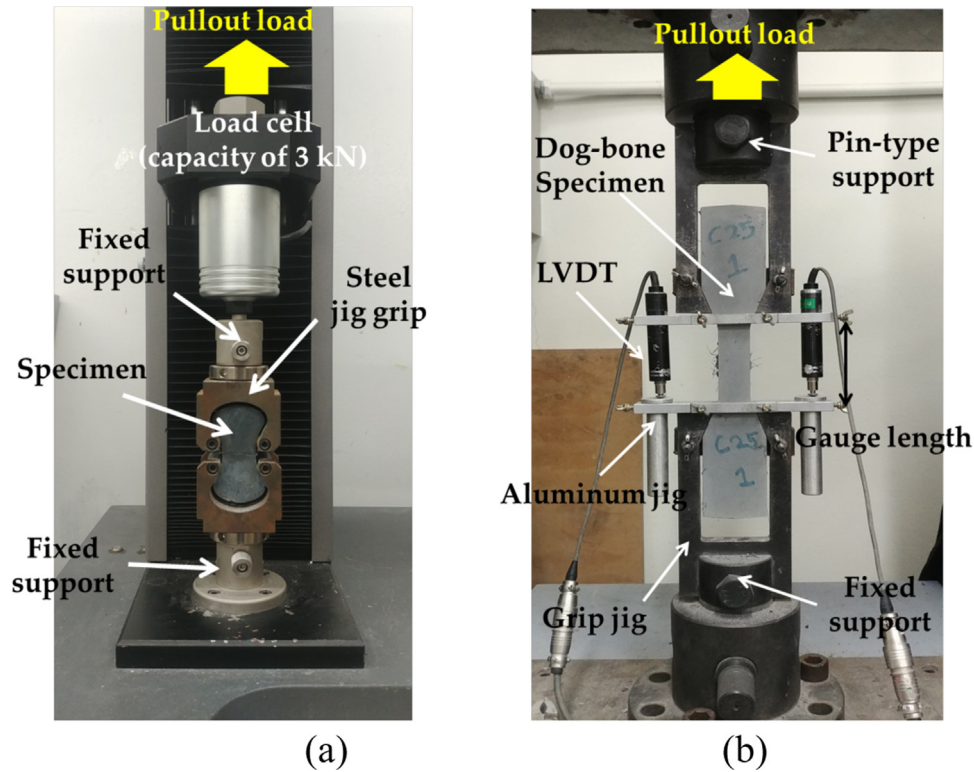 Pullout load
Load cell
(capacity of 3 kN)
Fixed
support
Steel
jig grip
Specimen
Fixed
support
(a)
Pullout load
Dog-bone
Specimen
Pin-type
support
LVDT
C25
1
Gauge length
C25
1
Aluminum jig
Grip jig
Fixed
support
(b)